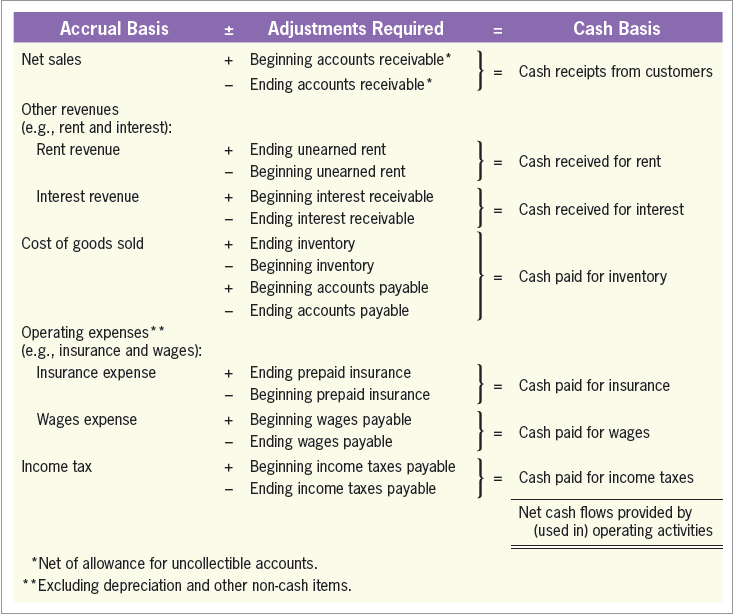 Accrual Basis ± Adjustments Required = Cash Basis
Net sales + Beginning accounts receivable*
− Ending accounts receivable* = Cash receipts from customers
Other revenues
(e.g., rent and interest):
Rent revenue + Ending unearned rent
− Beginning unearned rent = Cash received for rent
Interest revenue + Beginning interest receivable
− Ending interest receivable = Cash received for interest
Cost of goods sold + Ending inventory
− Beginning inventory = Cash paid for inventory
+ Beginning accounts payable
− Ending accounts payable
Operating expenses**
(e.g., insurance and wages):
Insurance expense + Ending prepaid insurance
− Beginning prepaid insurance = Cash paid for insurance
Wages expense + Beginning wages payable
− Ending wages payable = Cash paid for wages
Income tax + Beginning income taxes payable
− Ending income taxes payable = Cash paid for income taxes
Net cash flows provided by
(used in) operating activities
*Net of allowance for uncollectible accounts.
**Excluding depreciation and other non-cash items.